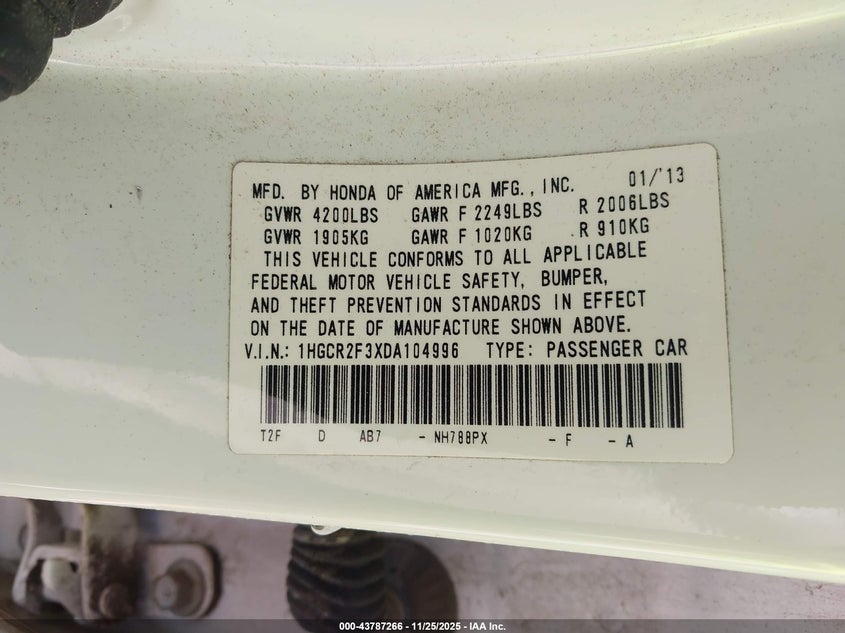 MFD. BY HONDA OF AMERICA MFG., INC. 01/'13
GVWR 4200LBS GAWR F 2249LBS R 2006LBS
GVWR 1905KG GAWR F 1020KG R 910KG
THIS VEHICLE CONFORMS TO ALL APPLICABLE
FEDERAL MOTOR VEHICLE SAFETY, BUMPER,
AND THEFT PREVENTION STANDARDS IN EFFECT
ON THE DATE OF MANUFACTURE SHOWN ABOVE.
V.I.N.: 1HGCR2F3XDA104996 TYPE: PASSENGER CAR
T2F D AB7 - NH788PX - F - A
000-43787266 - 11/25/2025 - IAA Inc.